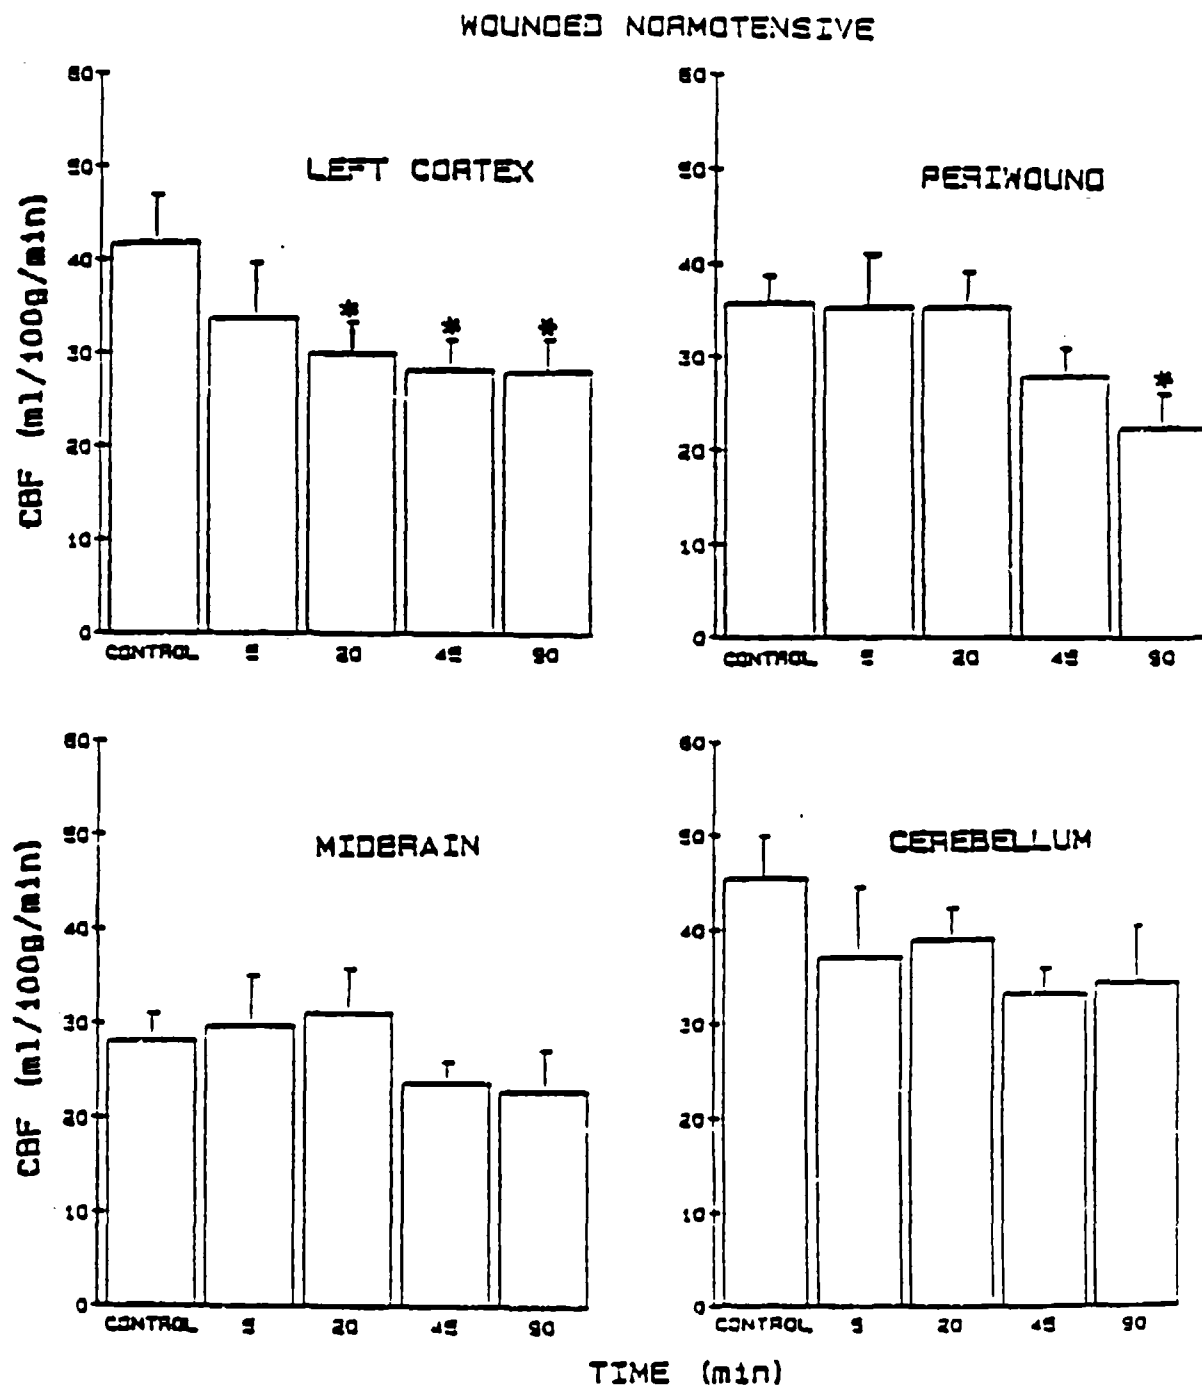 WOUNDED NORMOTENSIVE
CBF (ml/100g/min)
60
50
40
30
20
10
0
LEFT CORTEX
*
*
*
CONTROL 5 20 45 90
60
50
40
30
20
10
0
PERIWOUND
*
CONTROL 5 20 45 90
CBF (ml/100g/min)
60
50
40
30
20
10
0
MIDBRAIN
CONTROL 5 20 45 90
60
50
40
30
20
10
0
CEREBELLUM
CONTROL 5 20 45 90
TIME (min)